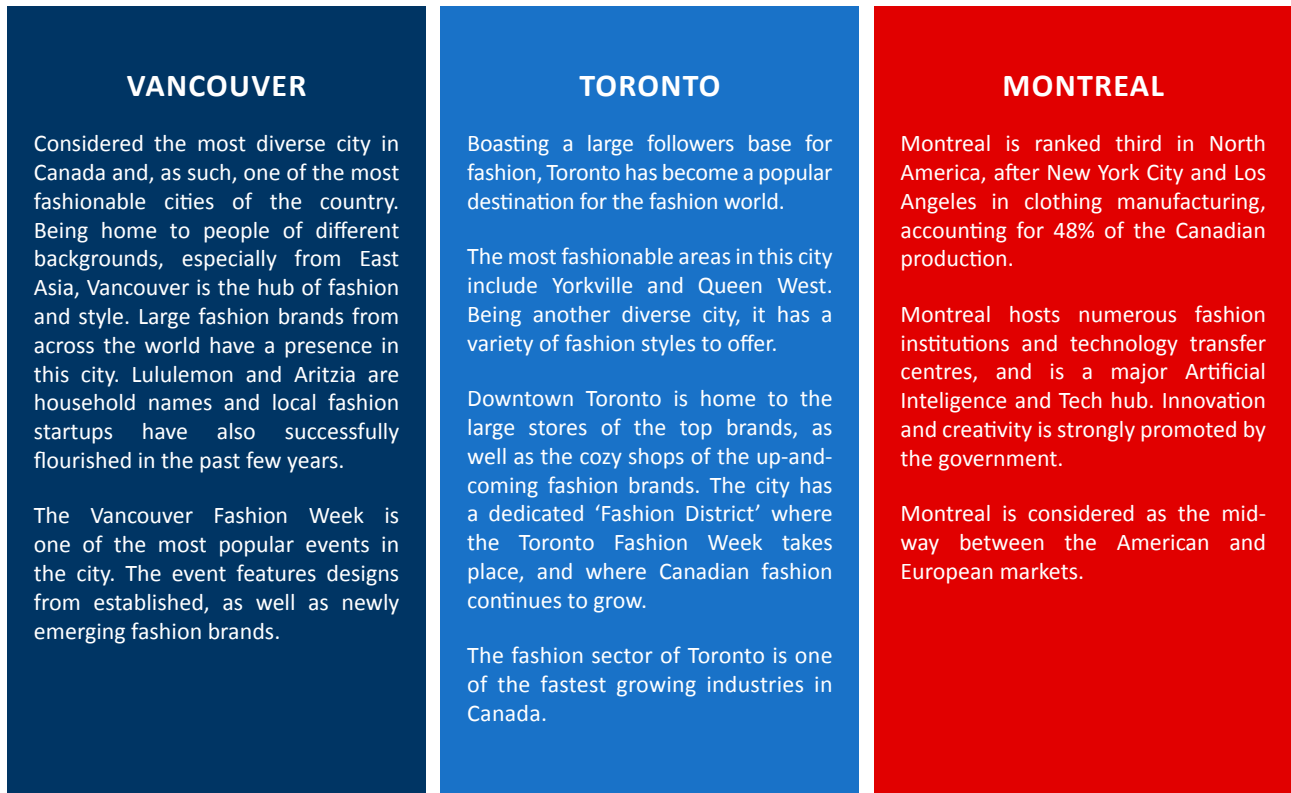 VANCOUVER
Considered the most diverse city in
Canada and, as such, one of the most
fashionable cities of the country.
Being home to people of different
backgrounds, especially from East
Asia, Vancouver is the hub of fashion
and style. Large fashion brands from
across the world have a presence in
this city. Lululemon and Aritzia are
household names and local fashion
startups have also successfully
flourished in the past few years.
The Vancouver Fashion Week is
one of the most popular events in
the city. The event features designs
from established, as well as newly
emerging fashion brands.
TORONTO
Boasting a large followers base for
fashion, Toronto has become a popular
destination for the fashion world.
The most fashionable areas in this city
include Yorkville and Queen West.
Being another diverse city, it has a
variety of fashion styles to offer.
Downtown Toronto is home to the
large stores of the top brands, as
well as the cozy shops of the up-and-
coming fashion brands. The city has
a dedicated ‘Fashion District’ where
the Toronto Fashion Week takes
place, and where Canadian fashion
continues to grow.
The fashion sector of Toronto is one
of the fastest growing industries in
Canada.
MONTREAL
Montreal is ranked third in North
America, after New York City and Los
Angeles in clothing manufacturing,
accounting for 48% of the Canadian
production.
Montreal hosts numerous fashion
institutions and technology transfer
centres, and is a major Artificial
Inteligence and Tech hub. Innovation
and creativity is strongly promoted by
the government.
Montreal is considered as the mid-
way between the American and
European markets.